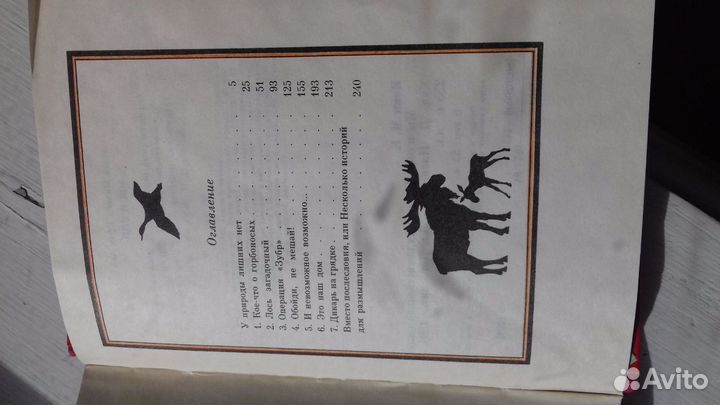 Оглавление
У природы лишних нет . . . . . . . 5
1. Кое-что о горбоносых . . . . . . . 25
2. Лось загадочный . . . . . . . . 51
3. Операция «Зубр» . . . . . . . . 93
4. Обойди, не мешай! . . . . . . . 125
5. И невозможное возможно... . . . . . 155
6. Это наш дом . . . . . . . . . 193
7. Дикарь на грядке . . . . . . . . 213
Вместо послесловия, или Несколько историй
для размышлений . . . . . . . . 240
Avito